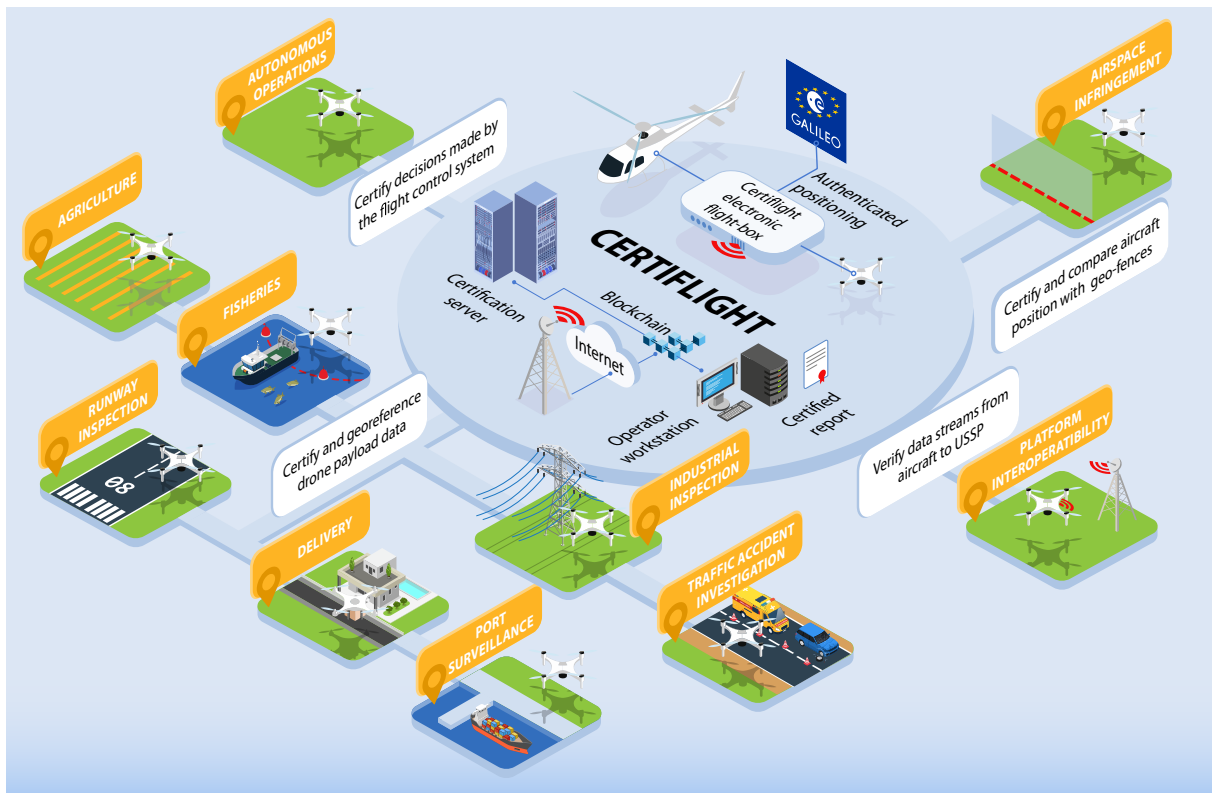 AUTONOMOUS
OPERATIONS
AIRSPACE
INFRINGEMENT
GALILEO
Certify decisions made by
the flight control system
AGRICULTURE
Certiflight
electronic
flight-box
Authenticated
positioning
CERTIFLIGHT
Certify and compare aircraft
position with geo-fences
FISHERIES
Certification
server
Blockchain
Internet
Operator
workstation
Certified
report
RUNWAY
INSPECTION
08
Certify and georeference
drone payload data
Verify data streams from
aircraft to USSP
PLATFORM
INTEROPERATIBILITY
INDUSTRIAL
INSPECTION
DELIVERY
TRAFFIC ACCIDENT
INVESTIGATION
PORT
SURVEILLANCE